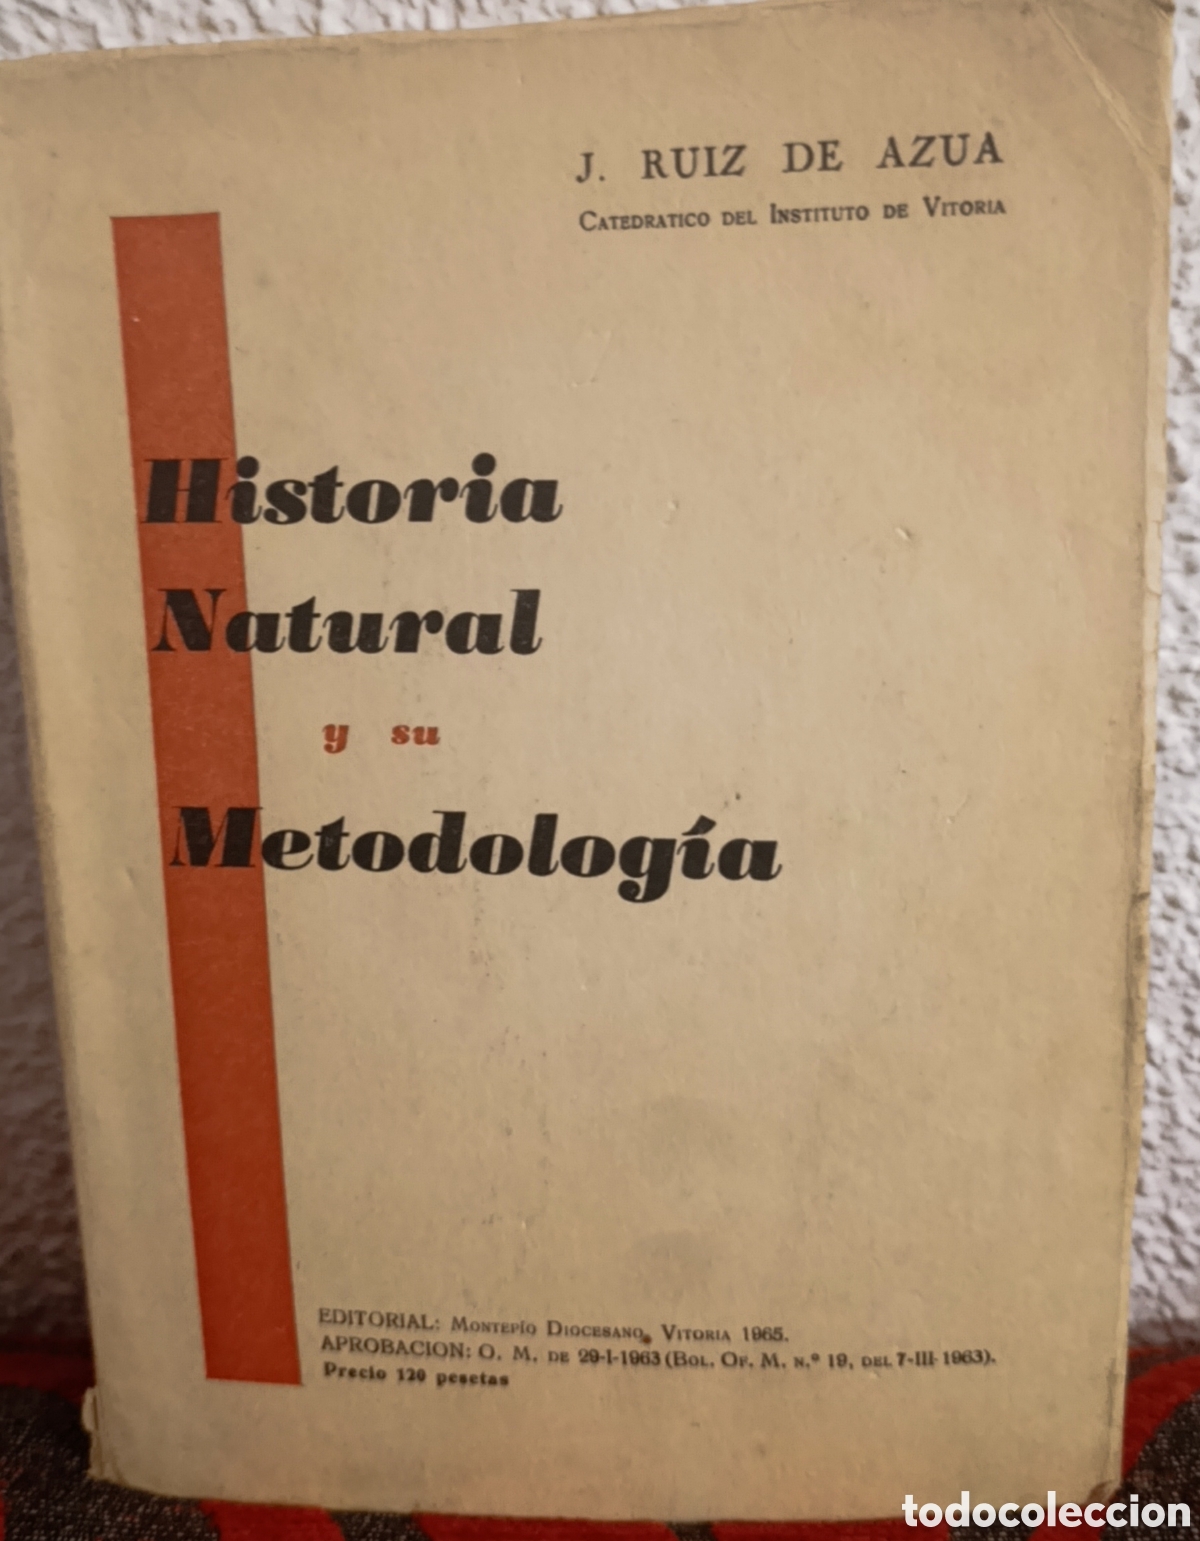 J. RUIZ DE AZUA
CATEDRATICO DEL INSTITUTO DE VITORIA
Historia
Natural
y su
Metodología
EDITORIAL: MONTEPÍO DIOCESANO, VITORIA 1965.
APROBACION: O. M. DE 29-I-1963 (BOL. OF. M. N.º 19, DEL 7-III-1963).
Precio 120 pesetas
todocoleccion